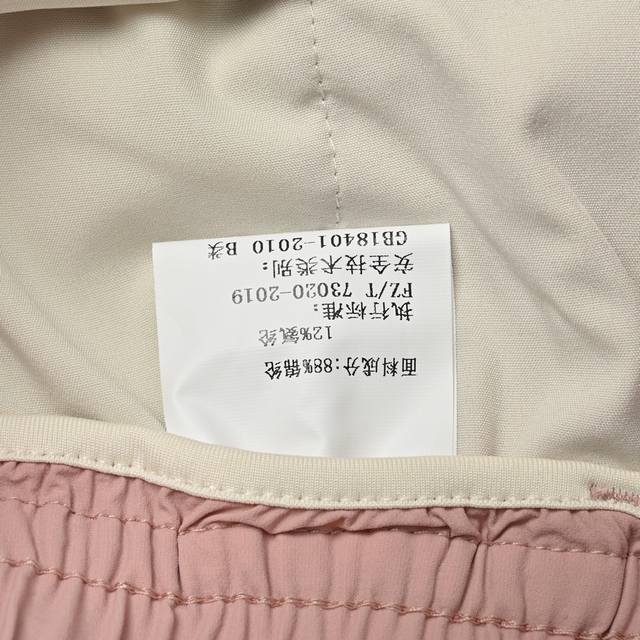 面料成分:88%锦纶
12%氨纶
执行标准:
FZ/T 73020-2019
安全技术类别:
GB18401-2010 B类